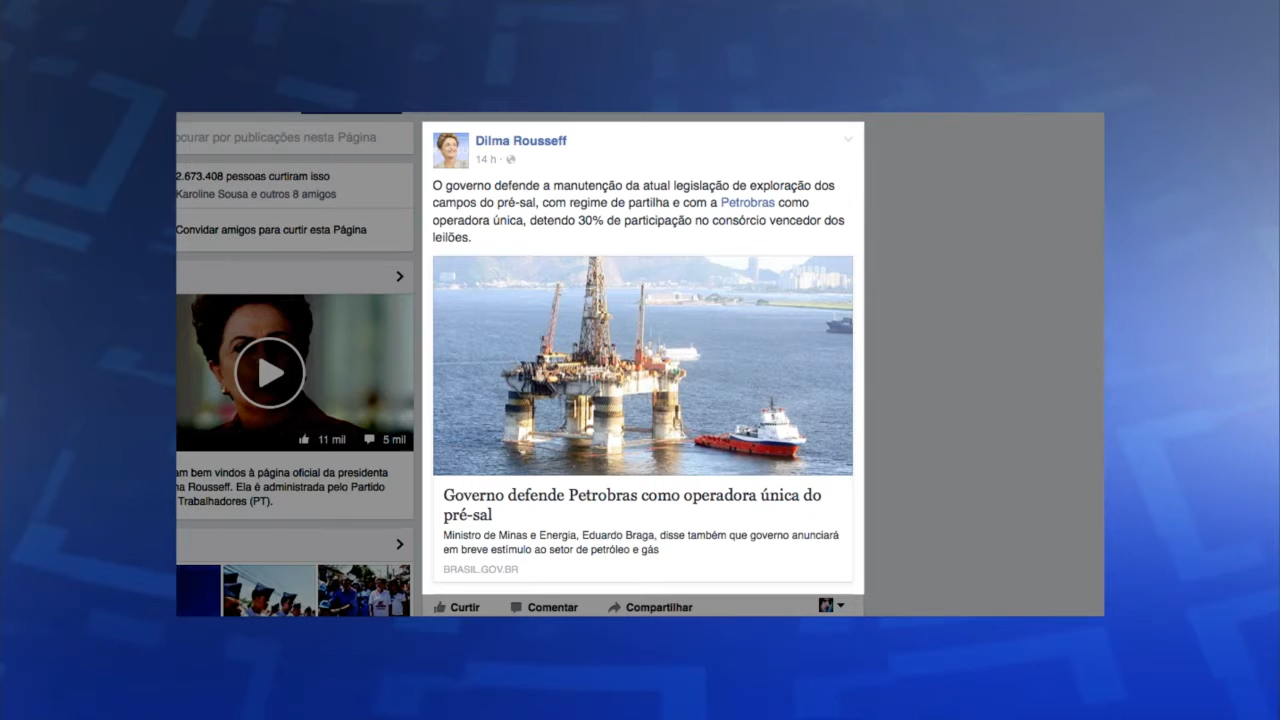 ocurar por publicações nesta Página
2.673.408 pessoas curtiram isso
Karoline Sousa e outros 8 amigos
Convidar amigos para curtir esta Página
11 mil 5 mil
am bem vindos à página oficial da presidenta
na Rousseff. Ela é administrada pelo Partido
Trabalhadores (PT).
Dilma Rousseff
14 h ·
O governo defende a manutenção da atual legislação de exploração dos
campos do pré-sal, com regime de partilha e com a Petrobras como
operadora única, detendo 30% de participação no consórcio vencedor dos
leilões.
Governo defende Petrobras como operadora única do
pré-sal
Ministro de Minas e Energia, Eduardo Braga, disse também que governo anunciará
em breve estímulo ao setor de petróleo e gás
BRASIL.GOV.BR
Curtir Comentar Compartilhar